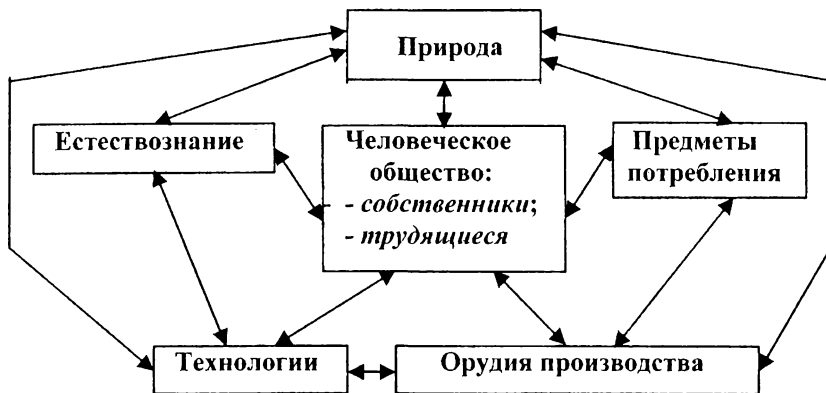 Природа
Естествознание
Человеческое
общество:
- собственники;
- трудящиеся
Предметы
потребления
Технологии
Орудия производства